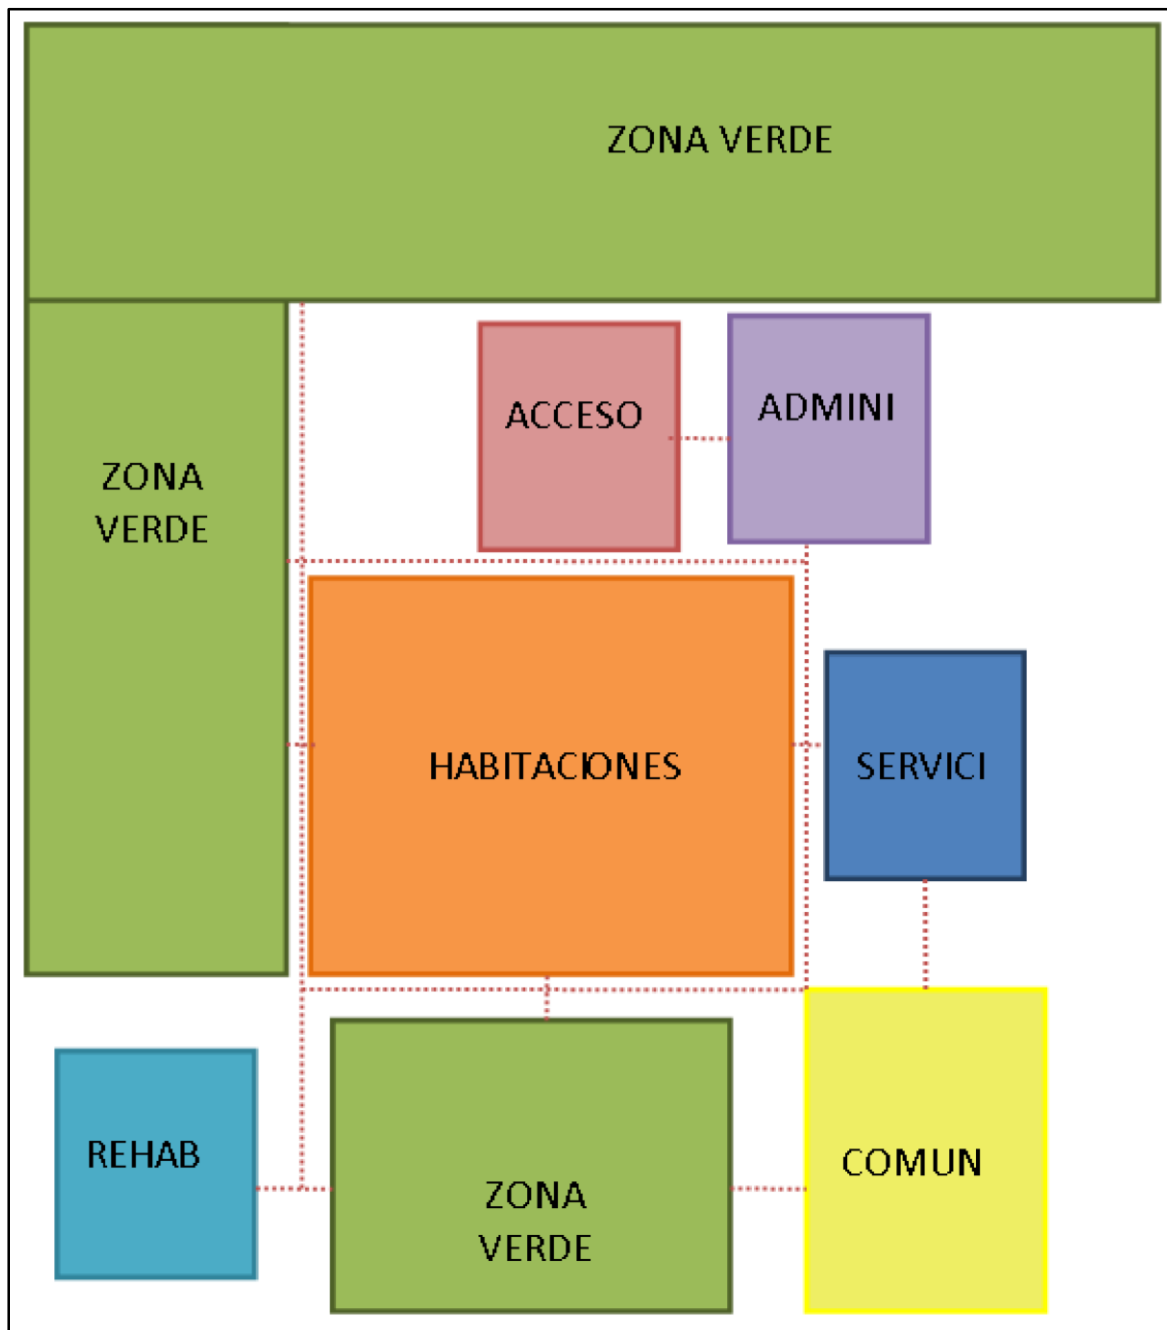 ZONA VERDE
ACCESO
ADMINI
ZONA
VERDE
HABITACIONES
SERVICI
REHAB
ZONA
VERDE
COMUN